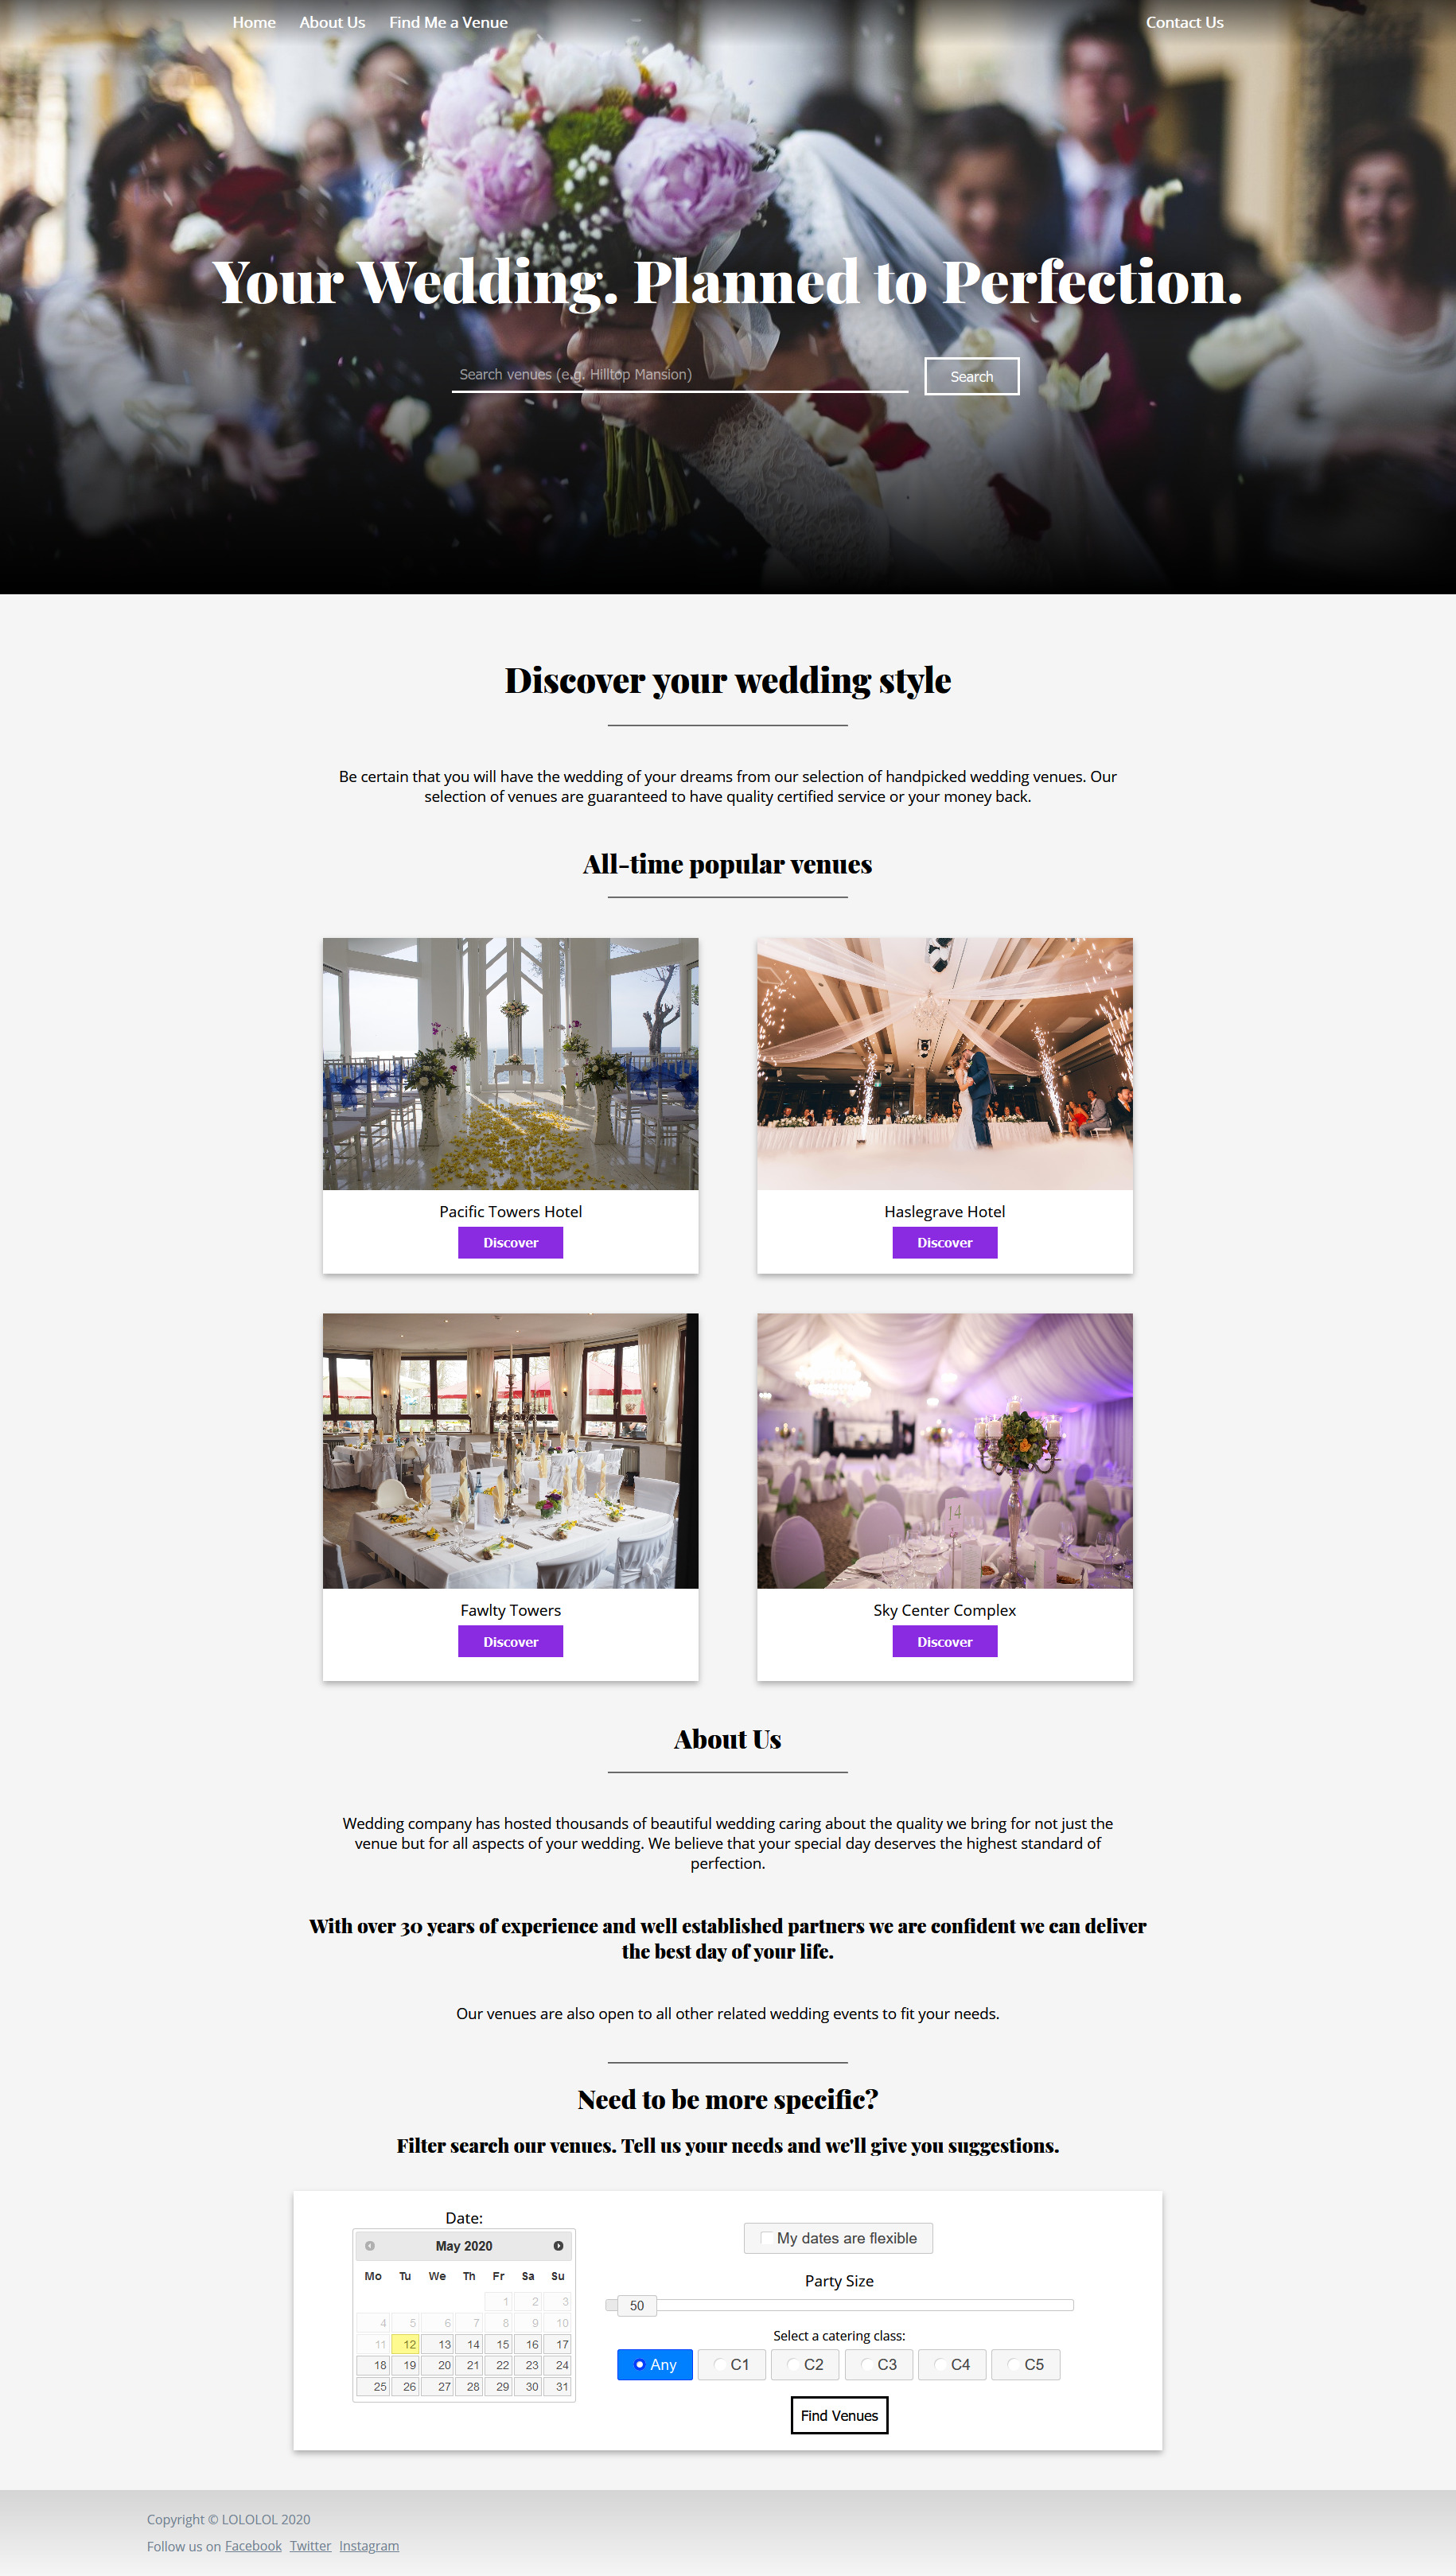 Home About Us Find Me a Venue Contact Us
Your Wedding. Planned to Perfection.
Search venues (e.g. Hilltop Mansion) Search
Discover your wedding style
Be certain that you will have the wedding of your dreams from our selection of handpicked wedding venues. Our
selection of venues are guaranteed to have quality certified service or your money back.
All-time popular venues
Pacific Towers Hotel
Discover
Haslegrave Hotel
Discover
14
Fawlty Towers
Discover
Sky Center Complex
Discover
About Us
Wedding company has hosted thousands of beautiful wedding caring about the quality we bring for not just the
venue but for all aspects of your wedding. We believe that your special day deserves the highest standard of
perfection.
With over 30 years of experience and well established partners we are confident we can deliver
the best day of your life.
Our venues are also open to all other related wedding events to fit your needs.
Need to be more specific?
Filter search our venues. Tell us your needs and we'll give you suggestions.
Date:
May 2020
Mo Tu We Th Fr Sa Su
1 2 3
4 5 6 7 8 9 10
11 12 13 14 15 16 17
18 19 20 21 22 23 24
25 26 27 28 29 30 31
My dates are flexible
Party Size
50
Select a catering class:
Any C1 C2 C3 C4 C5
Find Venues
Copyright © LOLOLOL 2020
Follow us on Facebook Twitter Instagram